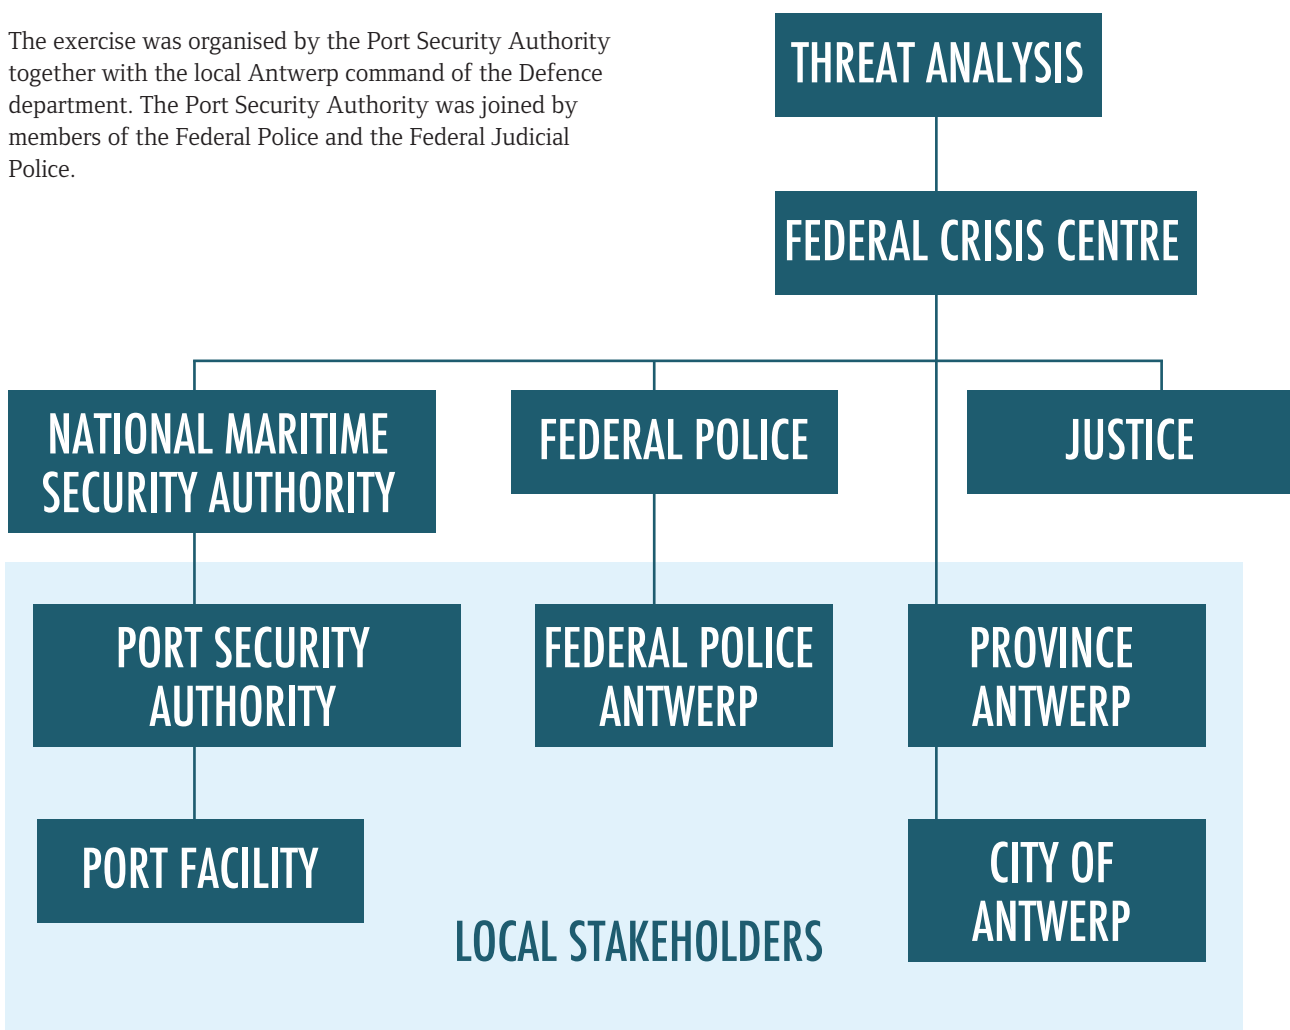 The exercise was organised by the Port Security Authority
together with the local Antwerp command of the Defence
department. The Port Security Authority was joined by
members of the Federal Police and the Federal Judicial
Police.
THREAT ANALYSIS
FEDERAL CRISIS CENTRE
NATIONAL MARITIME
SECURITY AUTHORITY
FEDERAL POLICE
JUSTICE
PORT SECURITY
AUTHORITY
FEDERAL POLICE
ANTWERP
PROVINCE
ANTWERP
PORT FACILITY
CITY OF
ANTWERP
LOCAL STAKEHOLDERS